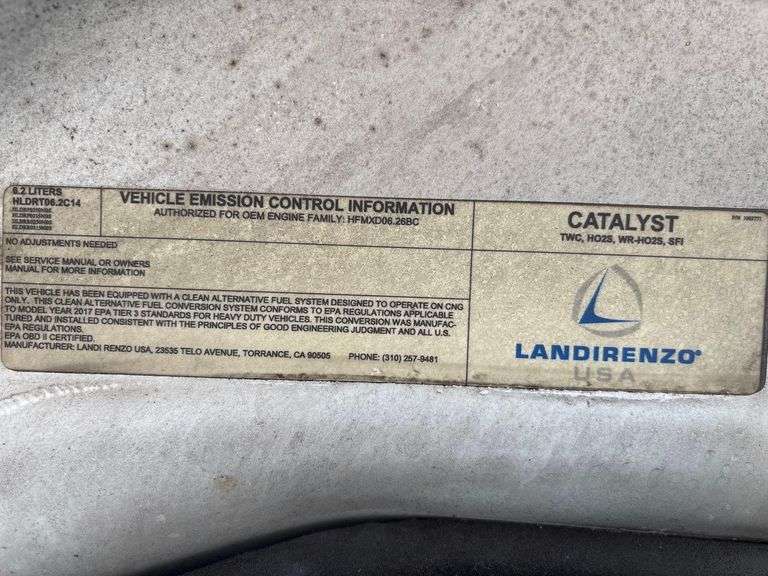 6.2 LITERS
HLDRT06.2C14
VEHICLE EMISSION CONTROL INFORMATION
AUTHORIZED FOR OEM ENGINE FAMILY: HFMXD06.26BC
CATALYST
TWC, HO2S, WR-HO2S, SFI
NO ADJUSTMENTS NEEDED
SEE SERVICE MANUAL OR OWNERS
MANUAL FOR MORE INFORMATION
THIS VEHICLE HAS BEEN EQUIPPED WITH A CLEAN ALTERNATIVE FUEL SYSTEM DESIGNED TO OPERATE ON CNG
ONLY. THIS CLEAN ALTERNATIVE FUEL CONVERSION SYSTEM CONFORMS TO EPA REGULATIONS APPLICABLE
TO MODEL YEAR 2017 EPA TIER 3 STANDARDS FOR HEAVY DUTY VEHICLES. THIS CONVERSION WAS MANUFAC-
TURED AND INSTALLED CONSISTENT WITH THE PRINCIPLES OF GOOD ENGINEERING JUDGMENT AND ALL U.S.
EPA REGULATIONS.
EPA OBD II CERTIFIED.
MANUFACTURER: LANDI RENZO USA, 23535 TELO AVENUE, TORRANCE, CA 90505 PHONE: (310) 257-9481
LANDIRENZO®
USA